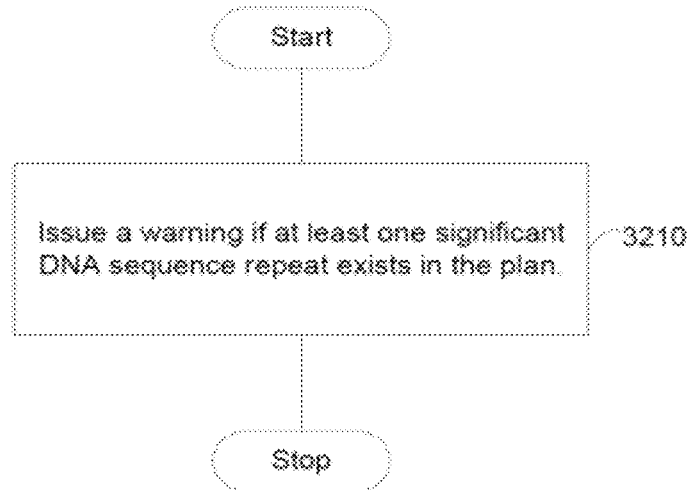 Start
Issue a warning if at least one significant
DNA sequence repeat exists in the plan.
3210
Stop